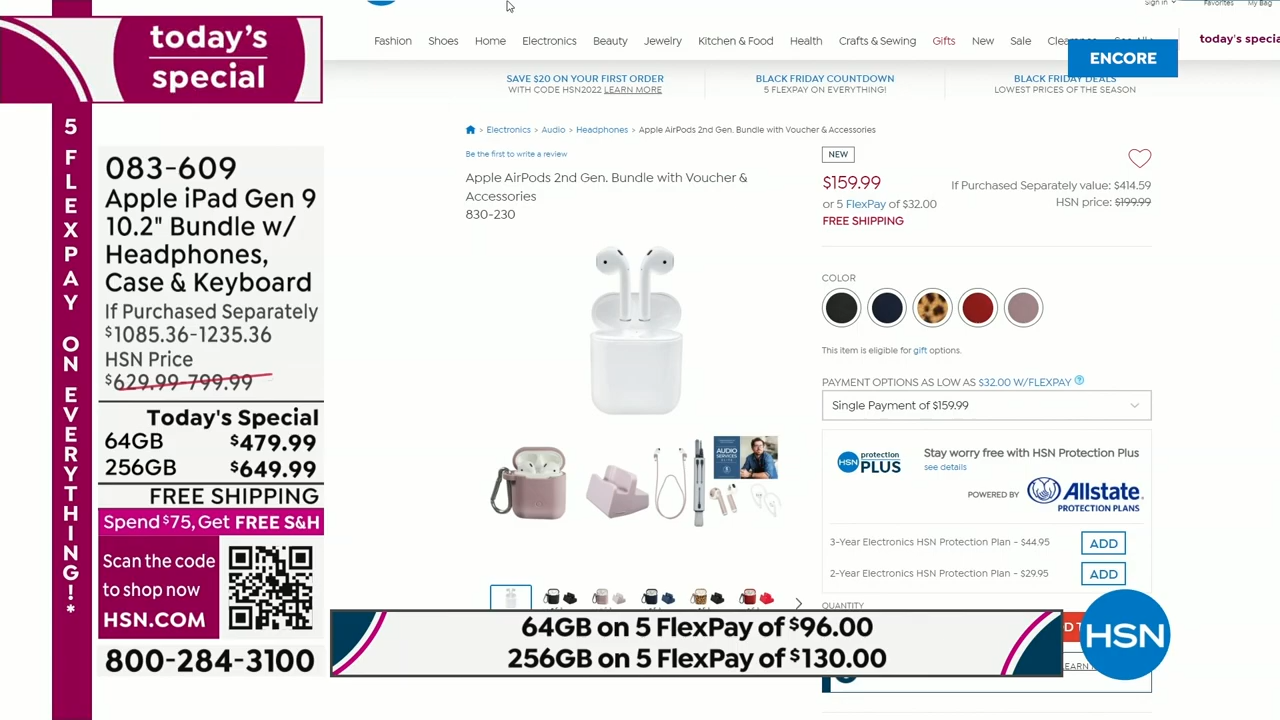 today's
special
5 FLEXPAY ON EVERYTHING!*
083-609
Apple iPad Gen 9
10.2" Bundle w/
Headphones,
Case & Keyboard
If Purchased Separately
$1085.36-1235.36
HSN Price
$629.99-799.99
Today's Special
64GB $479.99
256GB $649.99
FREE SHIPPING
Spend $75, Get FREE S&H
Scan the code
to shop now
HSN.COM
800-284-3100
Sign in Favorites My Bag
Fashion Shoes Home Electronics Beauty Jewelry Kitchen & Food Health Crafts & Sewing Gifts New Sale
today's specia
ENCORE
SAVE $20 ON YOUR FIRST ORDER
WITH CODE HSN2022 LEARN MORE
BLACK FRIDAY COUNTDOWN
5 FLEXPAY ON EVERYTHING!
BLACK FRIDAY DEALS
LOWEST PRICES OF THE SEASON
> Electronics > Audio > Headphones > Apple AirPods 2nd Gen. Bundle with Voucher & Accessories
Be the first to write a review
Apple AirPods 2nd Gen. Bundle with Voucher &
Accessories
830-230
AUDIO
SERVICES
NEW
$159.99
or 5 FlexPay of $32.00
FREE SHIPPING
If Purchased Separately value: $414.59
HSN price: $199.99
COLOR
This item is eligible for gift options.
PAYMENT OPTIONS AS LOW AS $32.00 W/FLEXPAY ?
Single Payment of $159.99
HSN protection PLUS
Stay worry free with HSN Protection Plus
see details
POWERED BY Allstate.
PROTECTION PLANS
3-Year Electronics HSN Protection Plan - $44.95 ADD
2-Year Electronics HSN Protection Plan - $29.95 ADD
QUANTITY
64GB on 5 FlexPay of $96.00
256GB on 5 FlexPay of $130.00
HSN